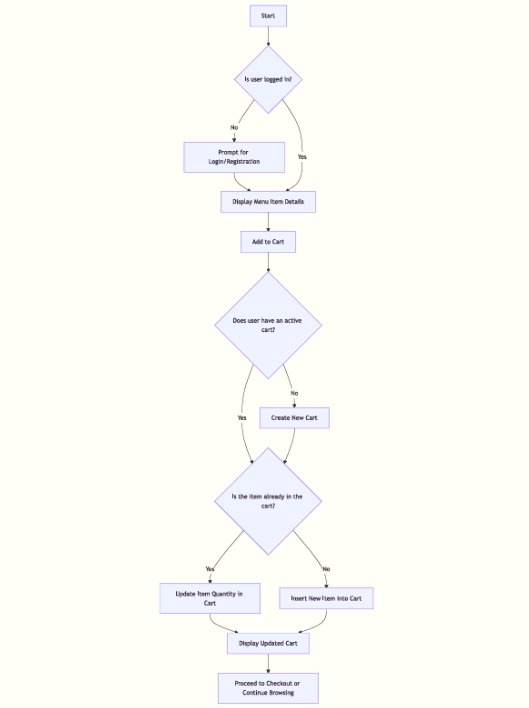 Start
Is user logged in?
No
Yes
Prompt for
Login/Registration
Display Menu Item Details
Add to Cart
Does user have an active
cart?
No
Yes
Create New Cart
Is the item already in the
cart?
Yes
No
Update Item Quantity in
Cart
Insert New Item Into Cart
Display Updated Cart
Proceed to Checkout or
Continue Browsing